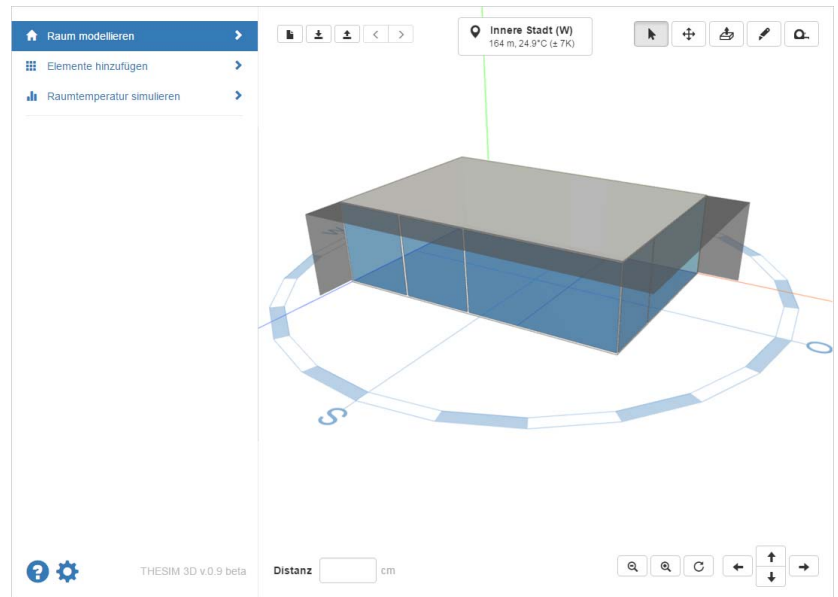 Raum modellieren
Elemente hinzufügen
Raumtemperatur simulieren
Innere Stadt (W)
164 m, 24.9°C (± 7K)
W
S
O
THESIM 3D v.0.9 beta
Distanz
cm